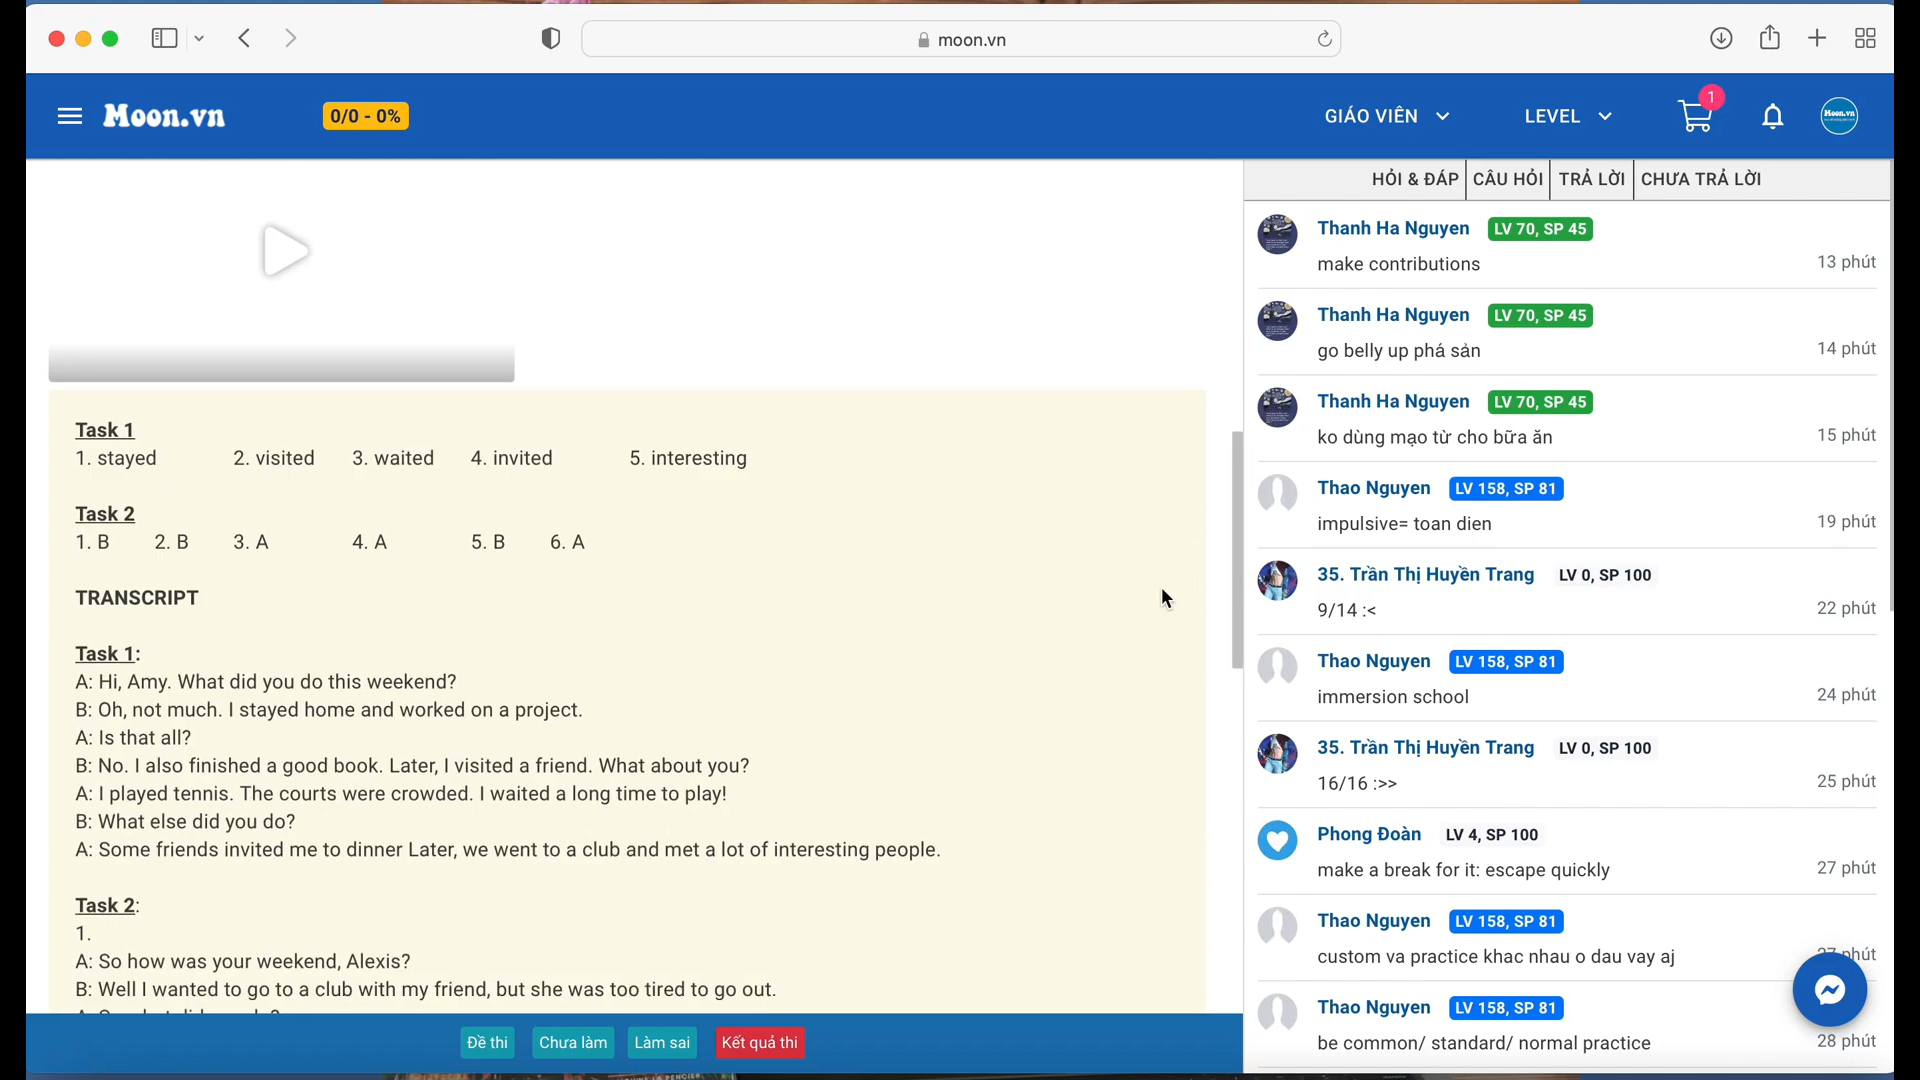 moon.vn
Moon.vn
0/0 - 0%
GIÁO VIÊN
LEVEL
1
Moon.vn
HỎI & ĐÁP
CÂU HỎI
TRẢ LỜI
CHƯA TRẢ LỜI
Task 1
1. stayed 2. visited 3. waited 4. invited 5. interesting
Task 2
1. B 2. B 3. A 4. A 5. B 6. A
TRANSCRIPT
Task 1:
A: Hi, Amy. What did you do this weekend?
B: Oh, not much. I stayed home and worked on a project.
A: Is that all?
B: No. I also finished a good book. Later, I visited a friend. What about you?
A: I played tennis. The courts were crowded. I waited a long time to play!
B: What else did you do?
A: Some friends invited me to dinner Later, we went to a club and met a lot of interesting people.
Task 2:
1.
A: So how was your weekend, Alexis?
B: Well I wanted to go to a club with my friend, but she was too tired to go out.
Đề thi
Chưa làm
Làm sai
Kết quả thi
Thanh Ha Nguyen LV 70, SP 45
make contributions 13 phút
Thanh Ha Nguyen LV 70, SP 45
go belly up phá sản 14 phút
Thanh Ha Nguyen LV 70, SP 45
ko dùng mạo từ cho bữa ăn 15 phút
Thao Nguyen LV 158, SP 81
impulsive= toan dien 19 phút
35. Trần Thị Huyền Trang LV 0, SP 100
9/14 :< 22 phút
Thao Nguyen LV 158, SP 81
immersion school 24 phút
35. Trần Thị Huyền Trang LV 0, SP 100
16/16 :>> 25 phút
Phong Đoàn LV 4, SP 100
make a break for it: escape quickly 27 phút
Thao Nguyen LV 158, SP 81
custom va practice khac nhau o dau vay aj 27 phút
Thao Nguyen LV 158, SP 81
be common/ standard/ normal practice 28 phút